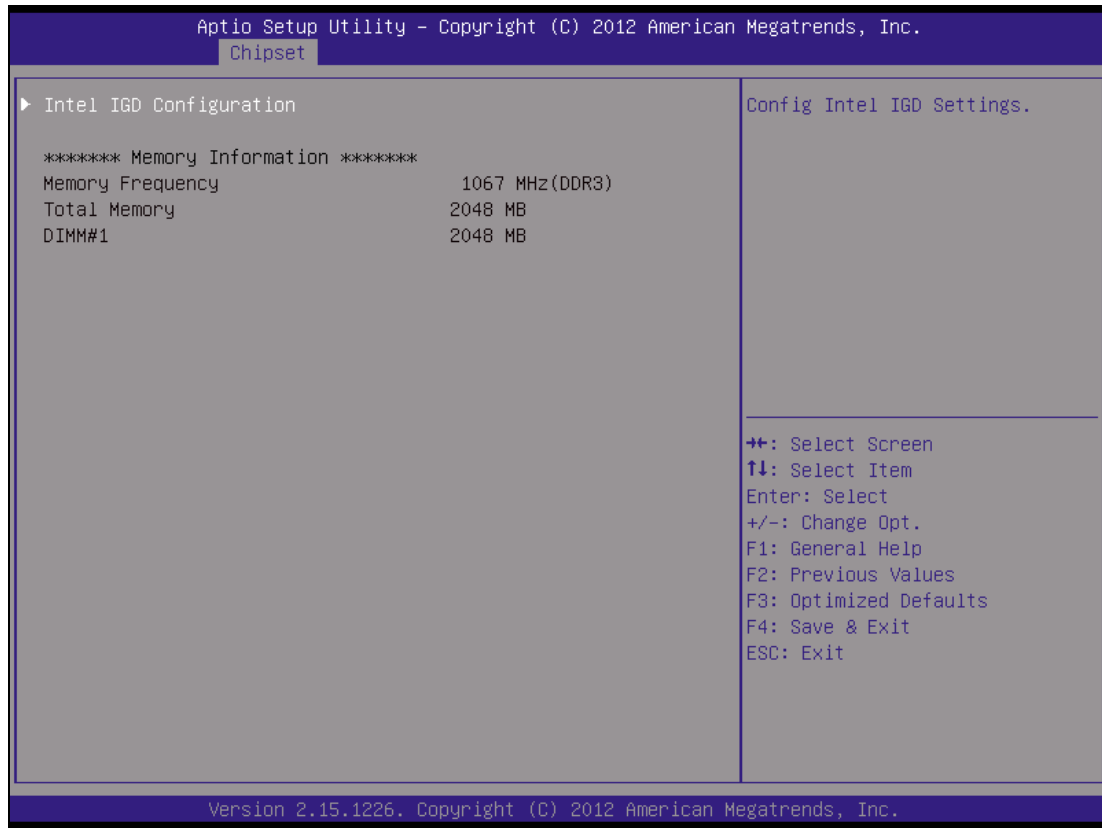 Aptio Setup Utility – Copyright (C) 2012 American Megatrends, Inc.
Chipset
▶ Intel IGD Configuration
******* Memory Information *******
Memory Frequency 1067 MHz(DDR3)
Total Memory 2048 MB
DIMM#1 2048 MB
Config Intel IGD Settings.
→←: Select Screen
↑↓: Select Item
Enter: Select
+/-: Change Opt.
F1: General Help
F2: Previous Values
F3: Optimized Defaults
F4: Save & Exit
ESC: Exit
Version 2.15.1226. Copyright (C) 2012 American Megatrends, Inc.